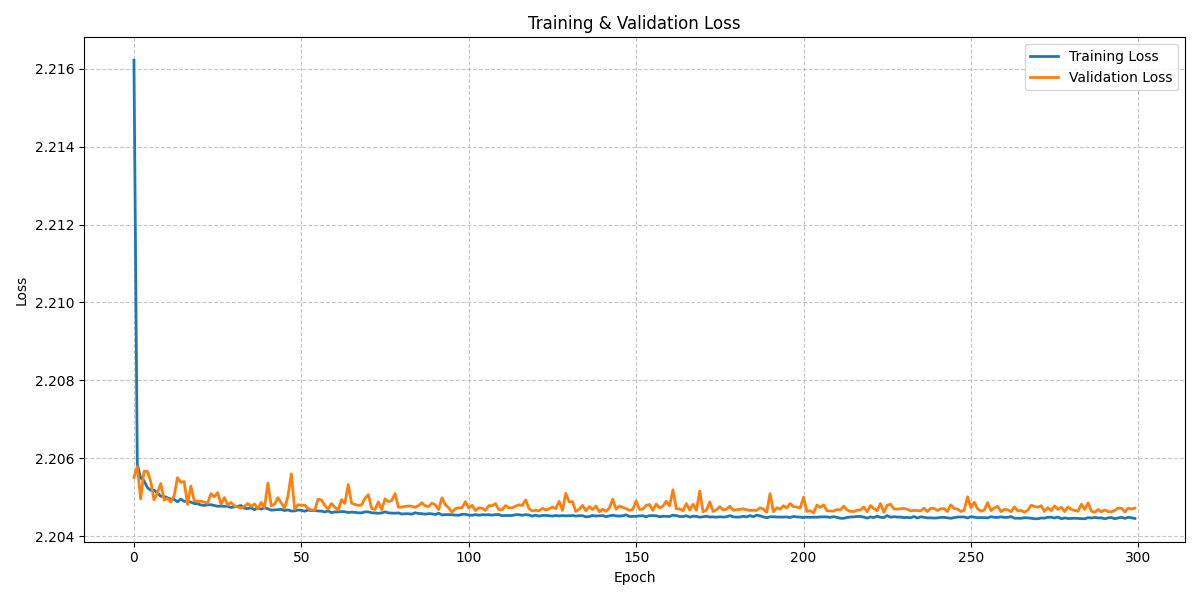 Training & Validation Loss
Training Loss
Validation Loss
Loss
2.216
2.214
2.212
2.210
2.208
2.206
2.204
0 50 100 150 200 250 300
Epoch